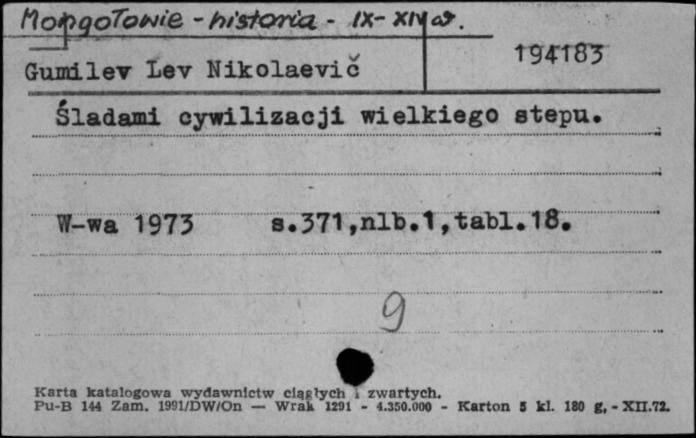 Mongołowie - historia - IX-XIV w.
194183
Gumilev Lev Nikolaevič
Śladami cywilizacji wielkiego stepu.
W-wa 1973 s.371,nlb.1,tabl.18.
9
Karta katalogowa wydawnictw ciągłych i zwartych.
Pu-B 144 Zam. 1991/DW/On — Wrak 1291 - 4.350.000 - Karton 5 kl. 180 g, - XII.72.